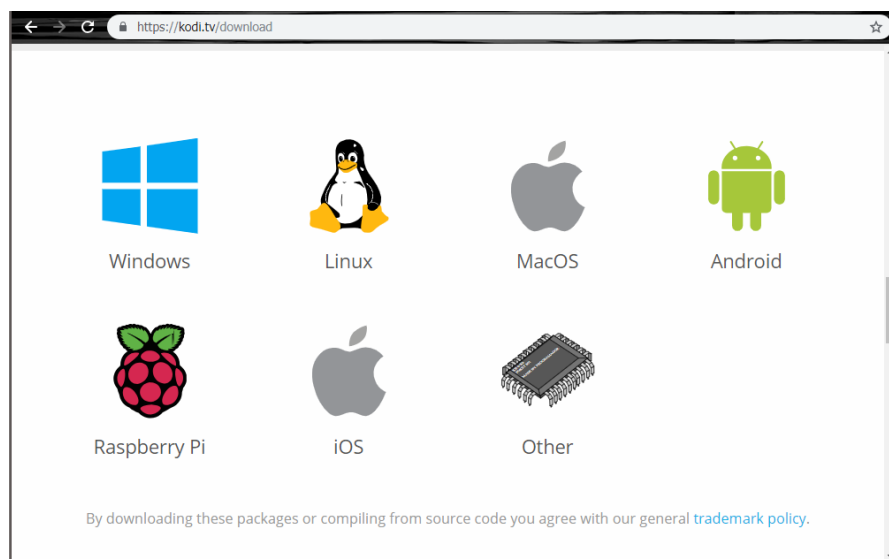 https://kodi.tv/download
Windows Linux MacOS Android
Raspberry Pi iOS Other
By downloading these packages or compiling from source code you agree with our general trademark policy.